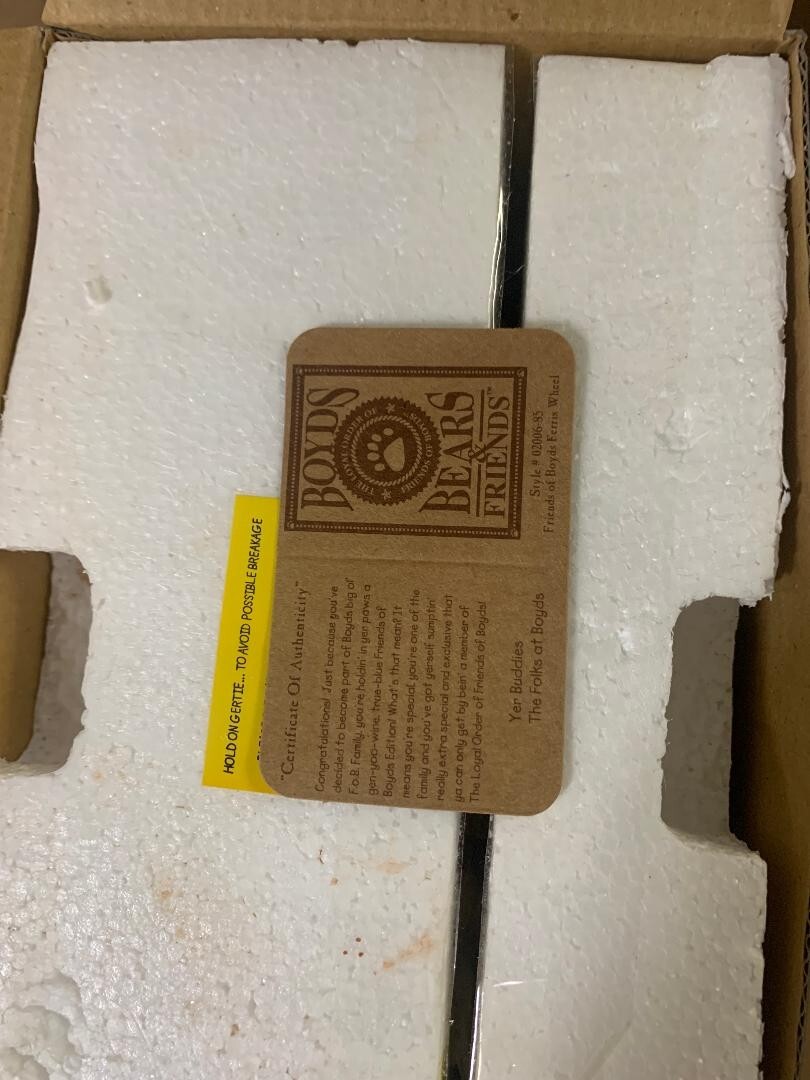 HOLD ON GERTIE... TO AVOID POSSIBLE BREAKAGE
"Certificate Of Authenticity"
Congratulations! Just because you've
decided to become part of Boyds big ol'
F.o.B. Family, you're holdin' in yer paws a
gen-yoo-wine, true-blue Friends of
Boyds Edition! What's that mean? It
means you're special, you're one of the
family and you've got yerself sumptin'
really extra special and exclusive that
ya can only get by bein' a member of
The Loyal Order of Friends of Boyds!
Yer Buddies
The Folks at Boyds
BOYDS
THE LOYAL ORDER OF
FRIENDS OF BOYDS
BEARS
&
FRIENDS™
Style # 02006-85
Friends of Boyds Ferris Wheel